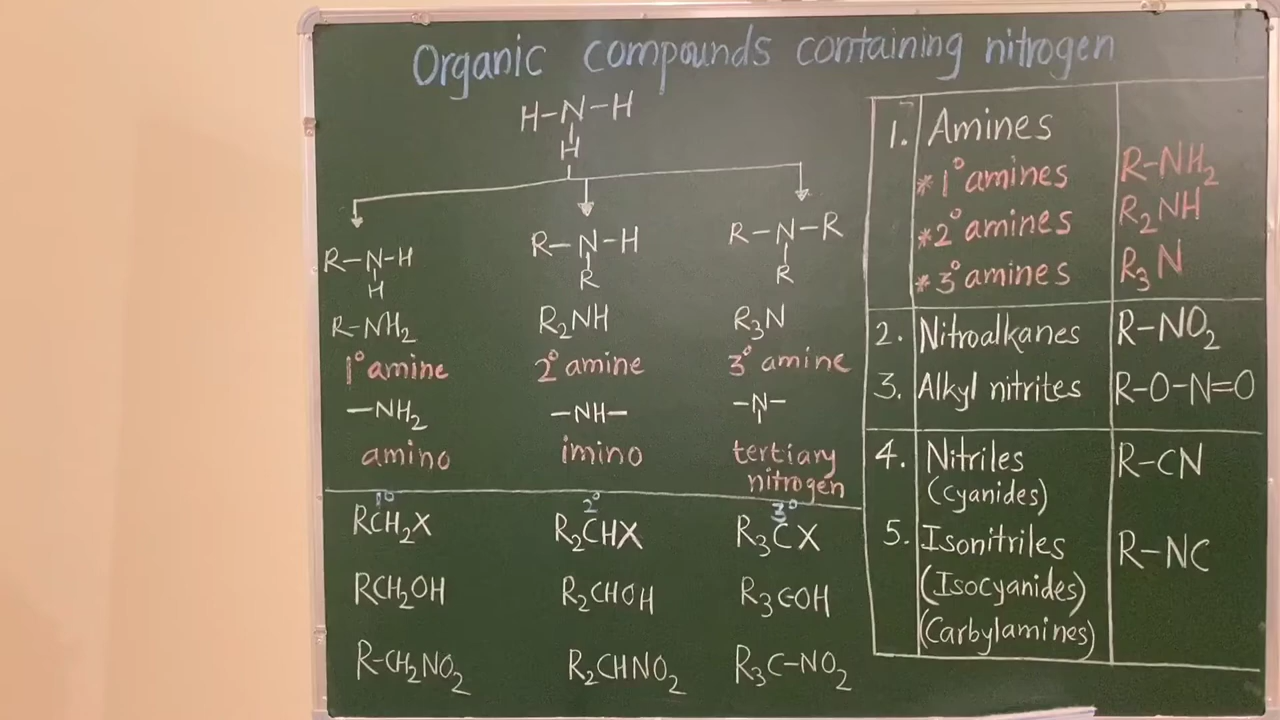 Organic compounds containing nitrogen
H-N-H
H
R-N-H
H
R-NH₂
1° amine
-NH₂
amino
R-N-H
R
R₂NH
2° amine
-NH-
imino
R-N-R
R
R₃N
3° amine
-N-
tertiary
nitrogen
1° 2° 3°
RCH₂X R₂CHX R₃CX
RCH₂OH R₂CHOH R₃COH
R-CH₂NO₂ R₂CHNO₂ R₃C-NO₂
1. Amines
*1° amines R-NH₂
*2° amines R₂NH
*3° amines R₃N
2. Nitroalkanes R-NO₂
3. Alkyl nitrites R-O-N=O
4. Nitriles R-CN
(Cyanides)
5. Isonitriles R-NC
(Isocyanides)
(Carbylamines)